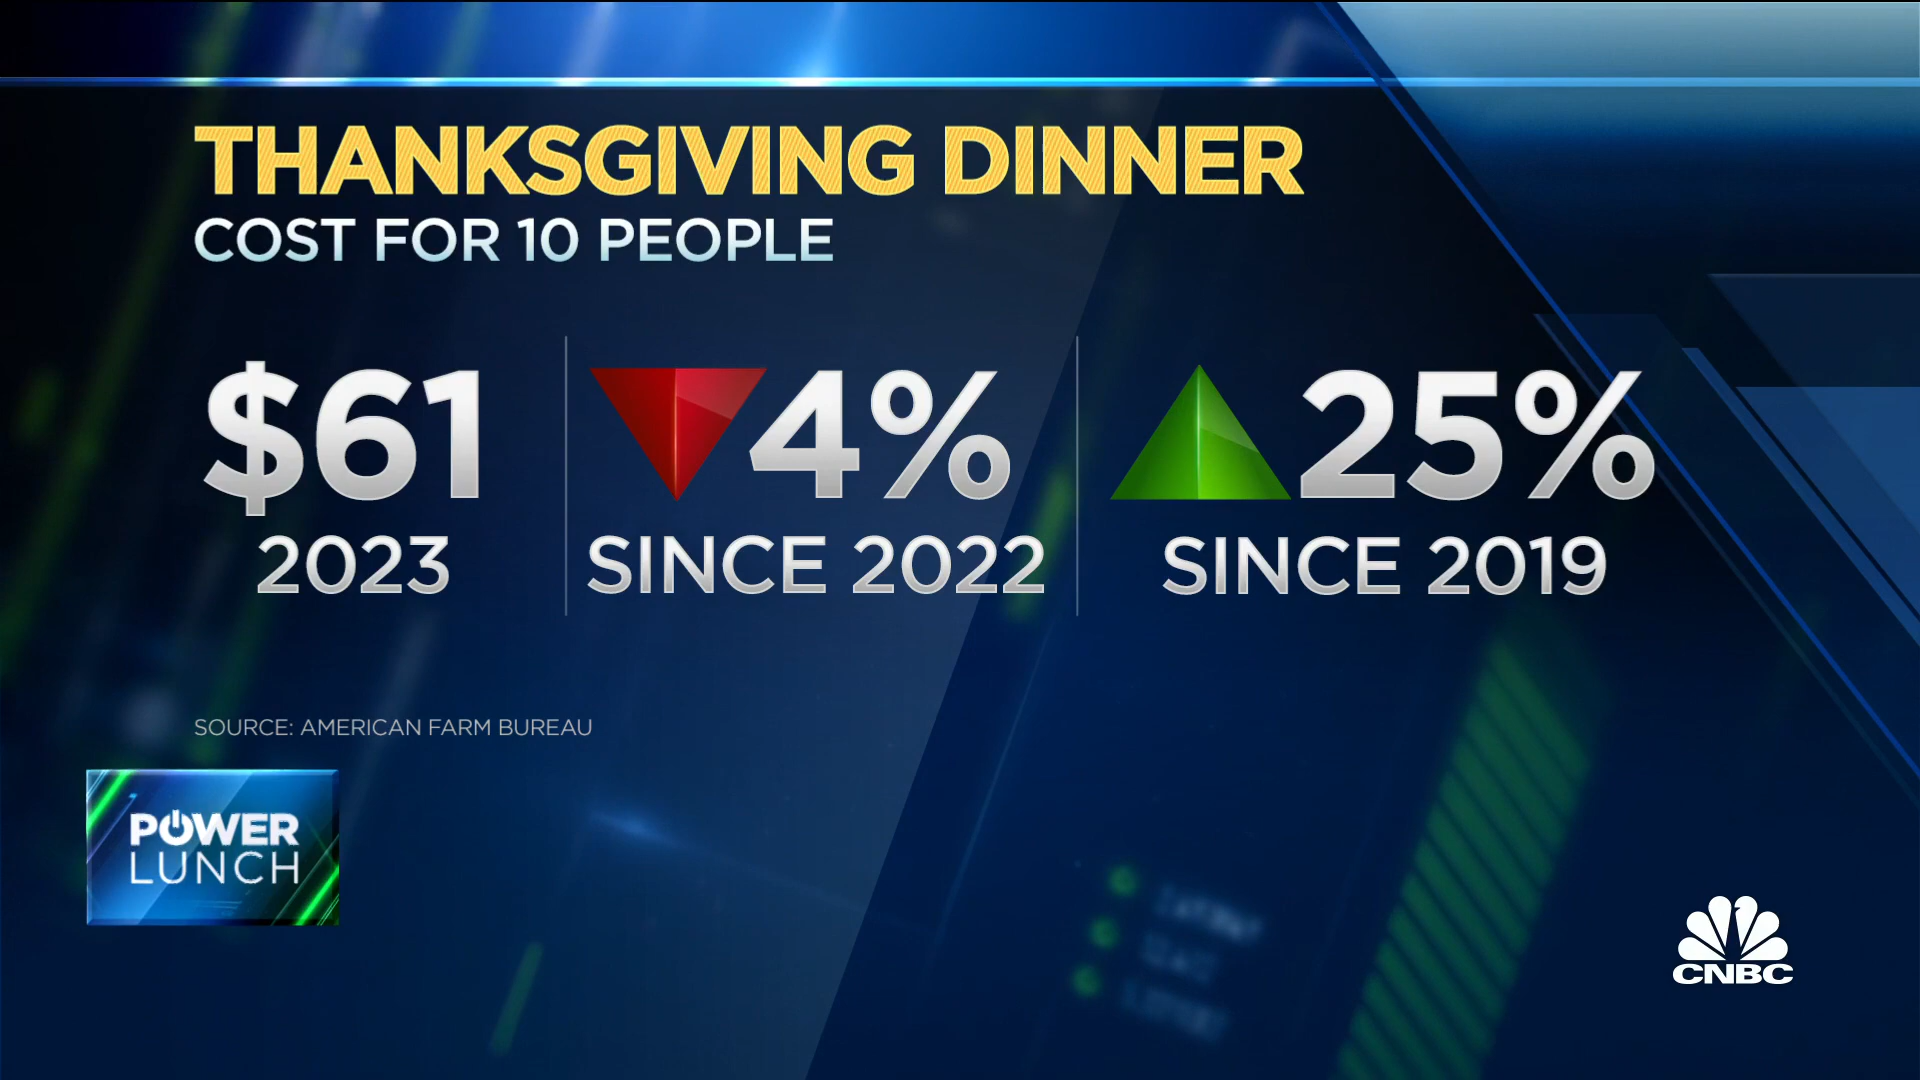 THANKSGIVING DINNER
COST FOR 10 PEOPLE
$61
2023
4%
SINCE 2022
25%
SINCE 2019
SOURCE: AMERICAN FARM BUREAU
POWER
LUNCH
CNBC